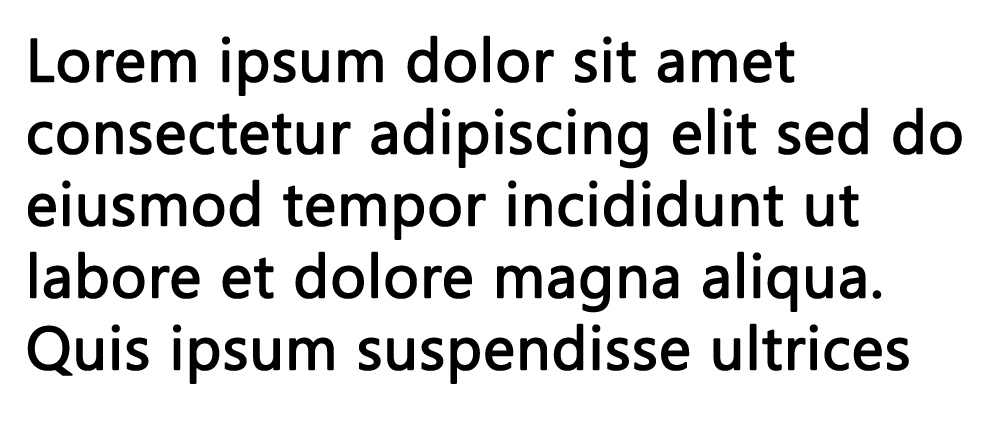 Lorem ipsum dolor sit amet
consectetur adipiscing elit sed do
eiusmod tempor incididunt ut
labore et dolore magna aliqua.
Quis ipsum suspendisse ultrices